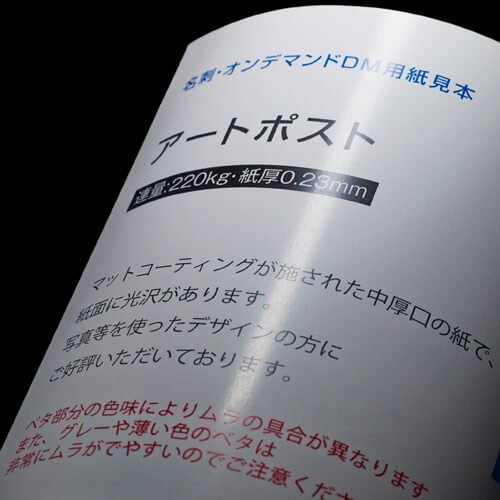 名刺・オンデマンドDM用紙見本
アートポスト
連量:220kg・紙厚0.23mm
マットコーティングが施された中厚口の紙で、
紙面に光沢があります。
写真等を使ったデザインの方に
ご好評いただいております。
ベタ部分の色味によりムラの具合が異なります
また、グレーや薄い色のベタは
非常にムラがでやすいのでご注意くださ